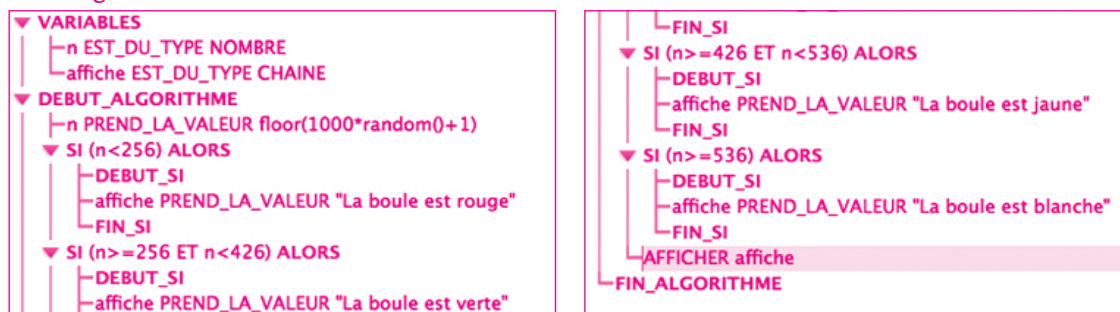 VARIABLES
n EST_DU_TYPE NOMBRE
affiche EST_DU_TYPE CHAINE
DEBUT_ALGORITHME
n PREND_LA_VALEUR floor(1000*random()+1)
SI (n<256) ALORS
DEBUT_SI
affiche PREND_LA_VALEUR "La boule est rouge"
FIN_SI
SI (n>=256 ET n<426) ALORS
DEBUT_SI
affiche PREND_LA_VALEUR "La boule est verte"
FIN_SI
SI (n>=426 ET n<536) ALORS
DEBUT_SI
affiche PREND_LA_VALEUR "La boule est jaune"
FIN_SI
SI (n>=536) ALORS
DEBUT_SI
affiche PREND_LA_VALEUR "La boule est blanche"
FIN_SI
AFFICHER affiche
FIN_ALGORITHME